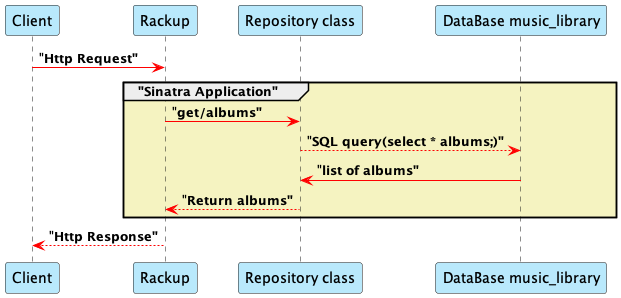 Client Rackup Repository class DataBase music_library
"Http Request"
"Sinatra Application"
"get/albums"
"SQL query(select * albums;)"
"list of albums"
"Return albums"
"Http Response"
Client Rackup Repository class DataBase music_library